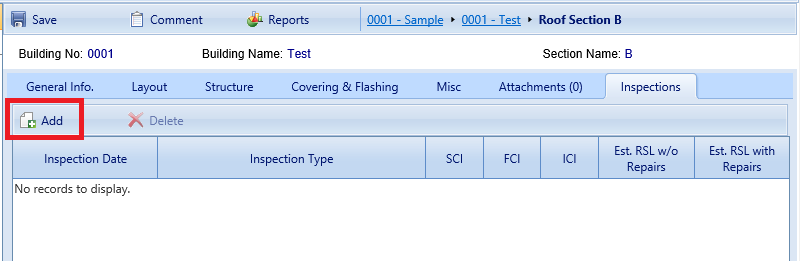 Save Comment Reports 0001 - Sample ▸ 0001 - Test ▸ Roof Section B
Building No: 0001 Building Name: Test Section Name: B
General Info. Layout Structure Covering & Flashing Misc Attachments (0) Inspections
Add Delete
Inspection Date Inspection Type SCI FCI ICI Est. RSL w/o Repairs Est. RSL with Repairs
No records to display.